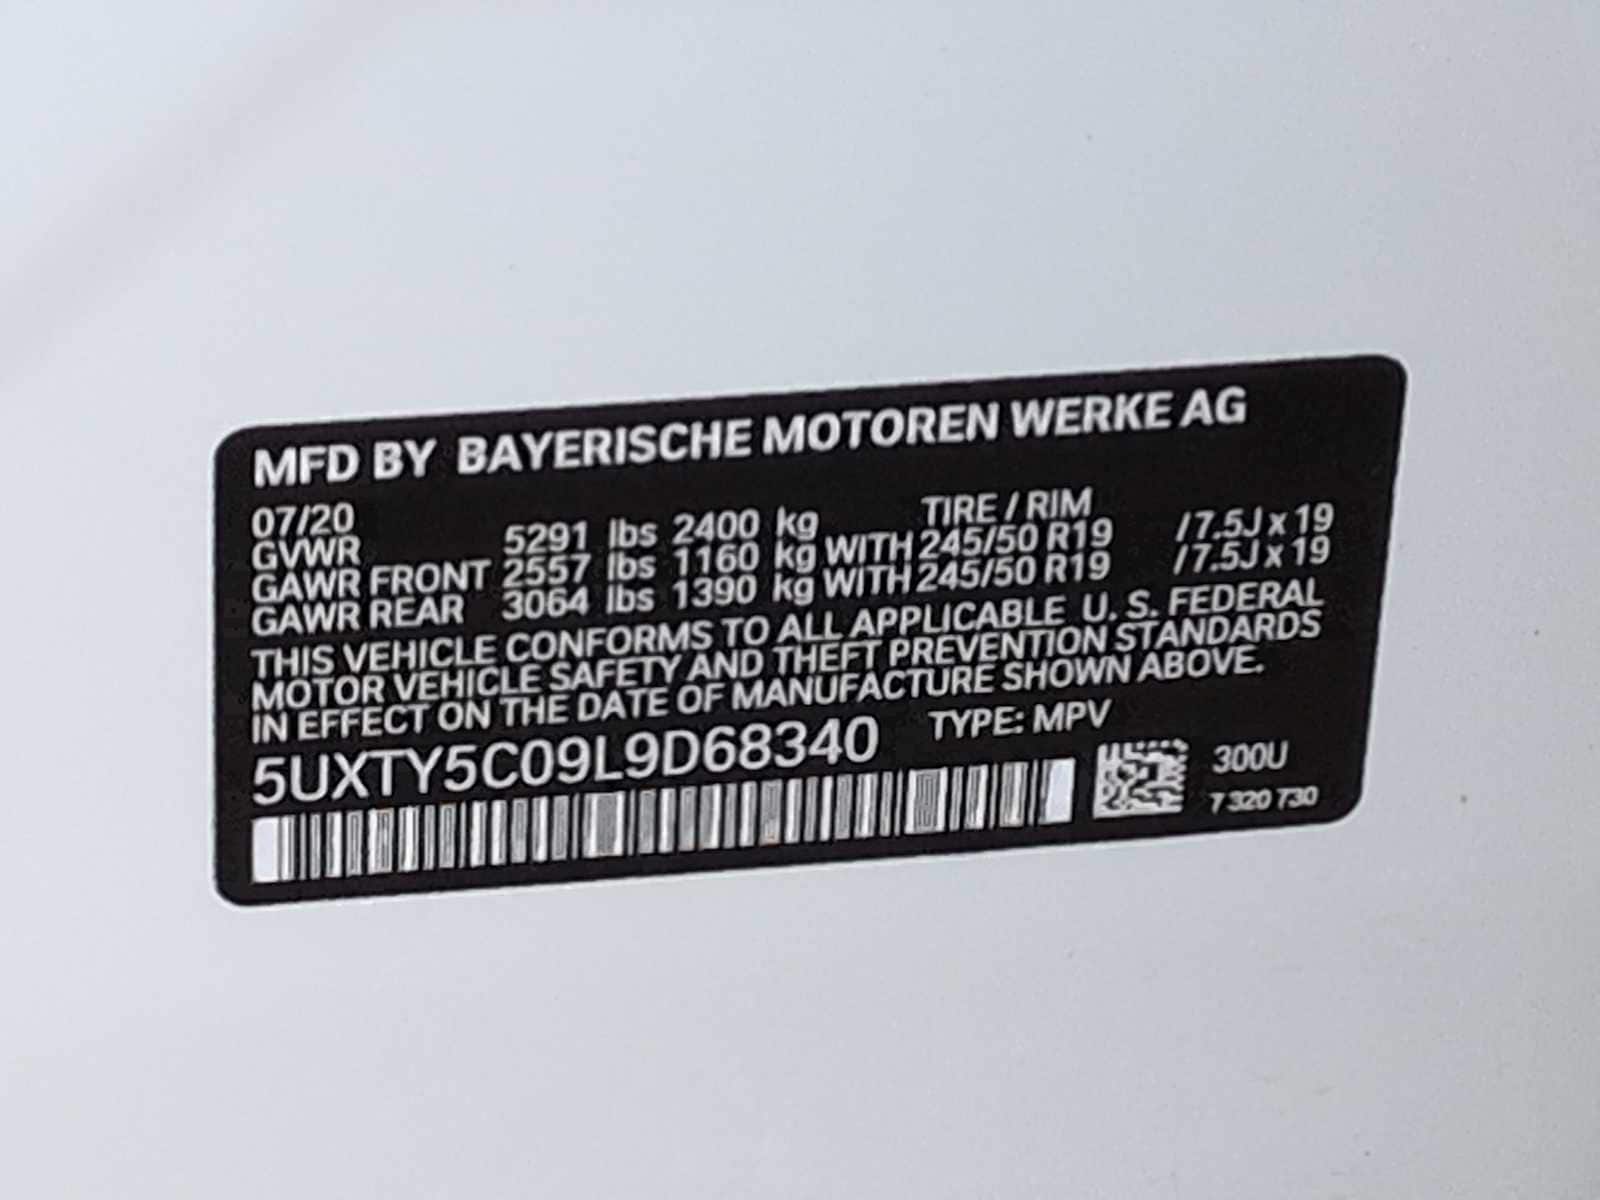 MFD BY BAYERISCHE MOTOREN WERKE AG
07/20 TIRE / RIM
GVWR 5291 lbs 2400 kg
GAWR FRONT 2557 lbs 1160 kg WITH 245/50 R19 /7.5J x 19
GAWR REAR 3064 lbs 1390 kg WITH 245/50 R19 /7.5J x 19
THIS VEHICLE CONFORMS TO ALL APPLICABLE U. S. FEDERAL
MOTOR VEHICLE SAFETY AND THEFT PREVENTION STANDARDS
IN EFFECT ON THE DATE OF MANUFACTURE SHOWN ABOVE.
5UXTY5C09L9D68340 TYPE: MPV
300U
7 320 730